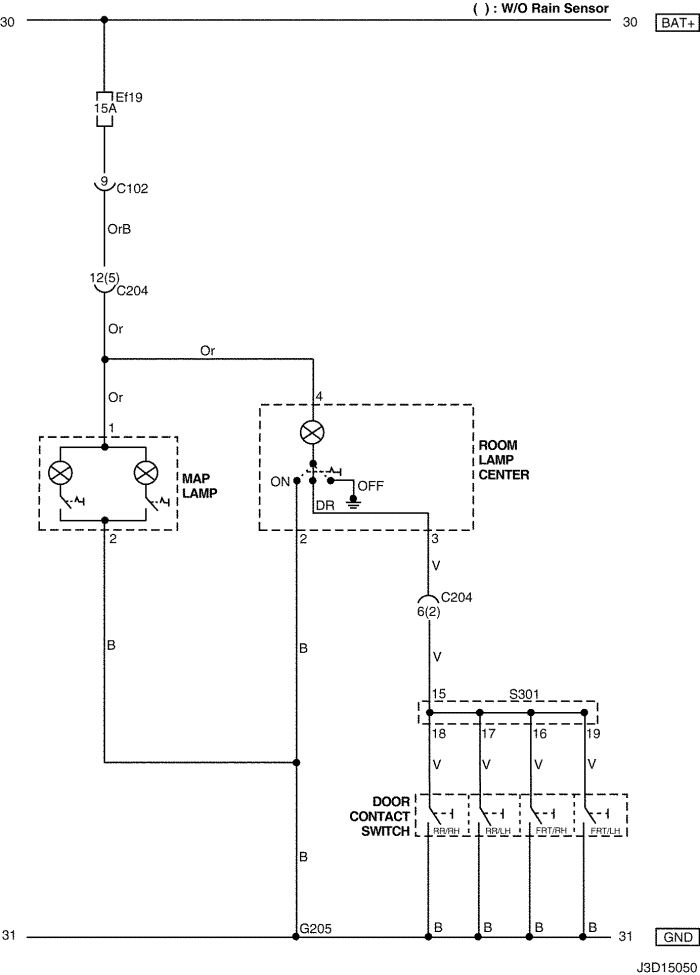 ( ) : W/O Rain Sensor
30
30
BAT+
Ef19
15A
9
C102
OrB
12(5)
C204
Or
Or
Or
1
4
MAP
LAMP
ROOM
LAMP
CENTER
ON
OFF
DR
2
2
3
V
C204
6(2)
B
B
V
15
S301
18
17
16
19
V
V
V
V
DOOR
CONTACT
SWITCH
RR/RH
RR/LH
FRT/RH
FRT/LH
B
G205
B
B
B
B
31
31
GND
J3D15050